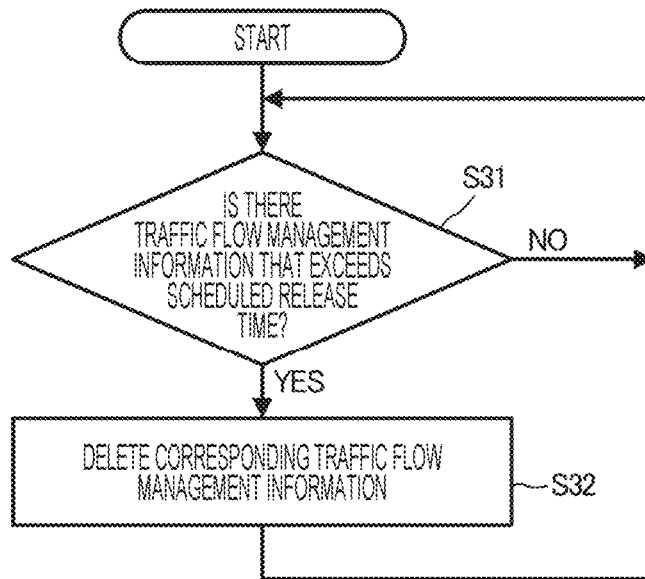 START
IS THERE
TRAFFIC FLOW MANAGEMENT
INFORMATION THAT EXCEEDS
SCHEDULED RELEASE
TIME?
S31
NO
YES
DELETE CORRESPONDING TRAFFIC FLOW
MANAGEMENT INFORMATION
S32